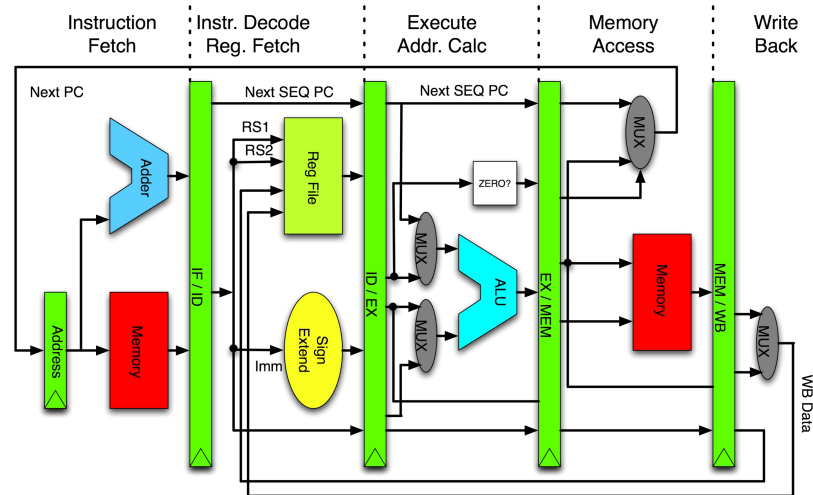 Instruction
Fetch
Instr. Decode
Reg. Fetch
Execute
Addr. Calc
Memory
Access
Write
Back
Next PC
Next SEQ PC
Next SEQ PC
RS1
RS2
Adder
Reg File
MUX
ZERO?
MUX
ALU
MUX
Memory
MUX
IF / ID
ID / EX
EX / MEM
MEM / WB
Address
Memory
Sign
Extend
Imm
WB Data